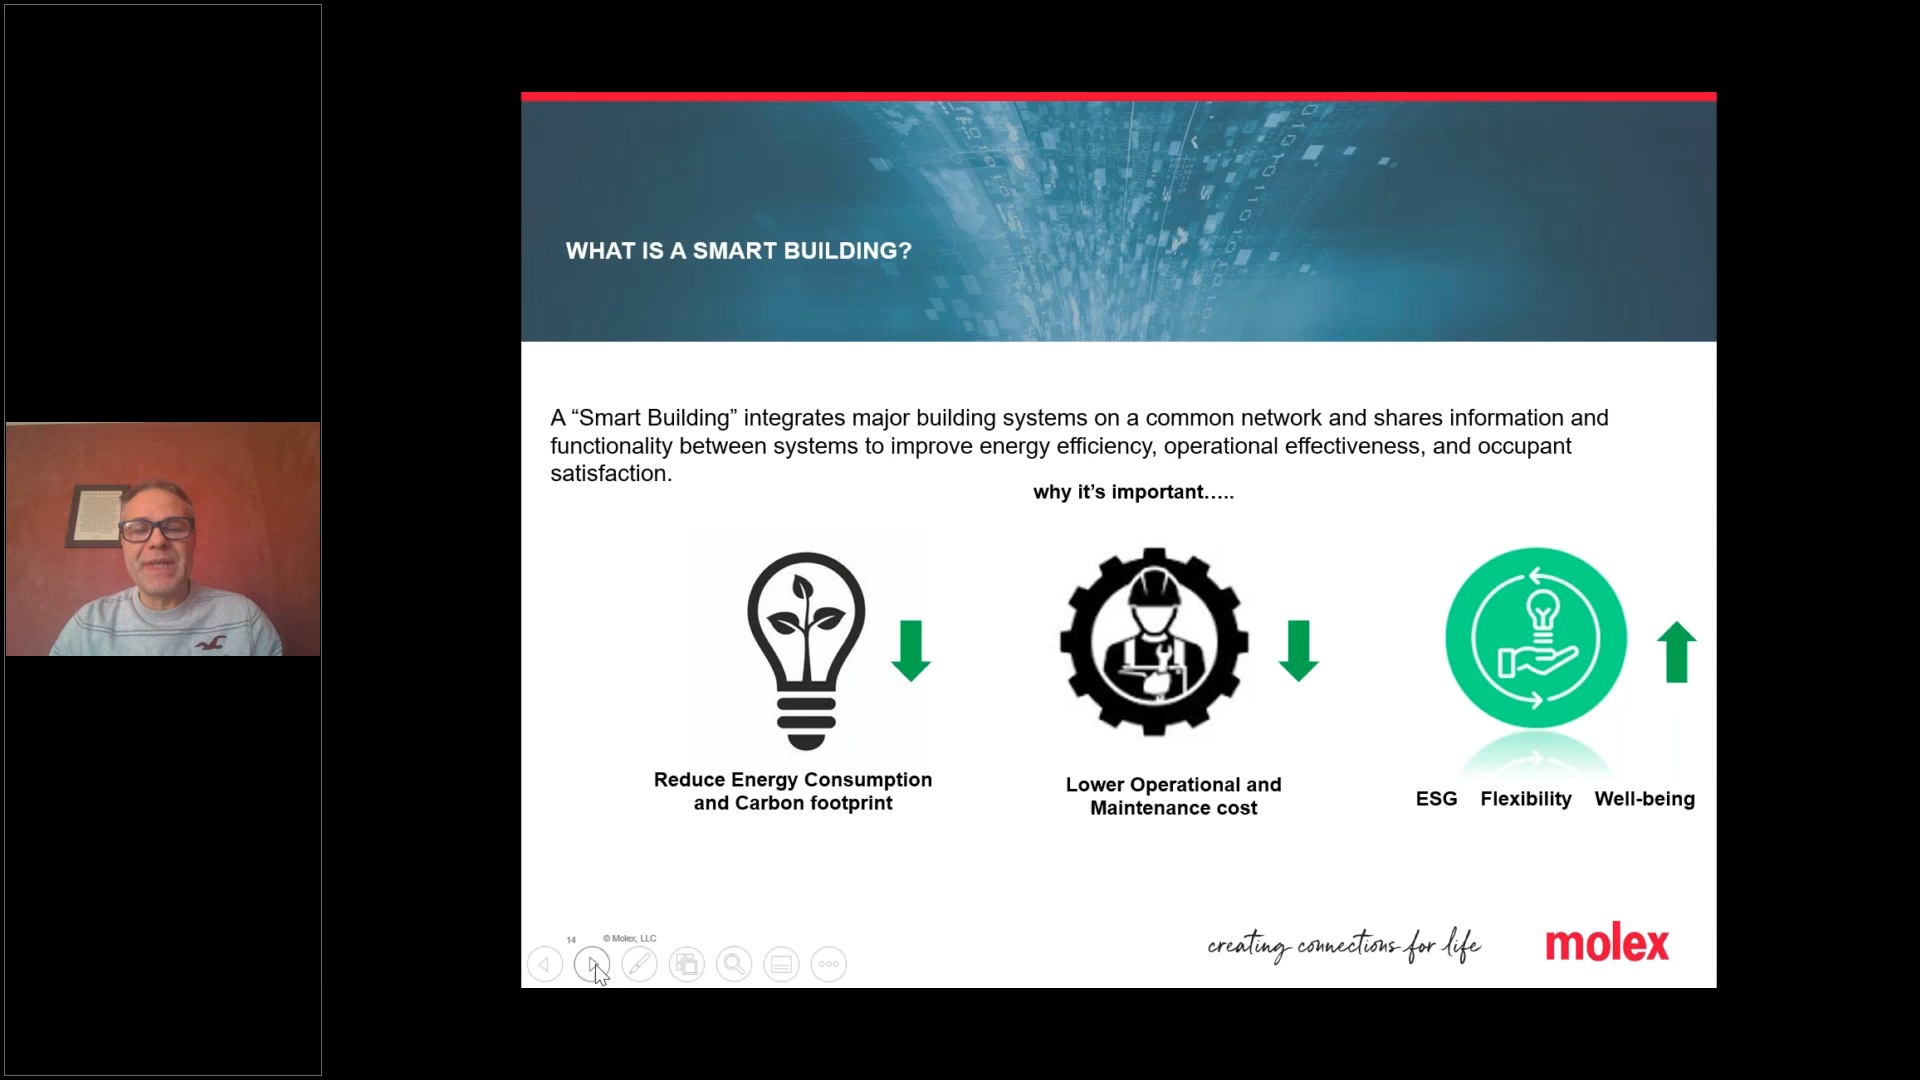 WHAT IS A SMART BUILDING?
A “Smart Building” integrates major building systems on a common network and shares information and
functionality between systems to improve energy efficiency, operational effectiveness, and occupant
satisfaction.
why it’s important…..
Reduce Energy Consumption
and Carbon footprint
Lower Operational and
Maintenance cost
ESG Flexibility Well-being
14 © Molex, LLC
creating connections for life
molex